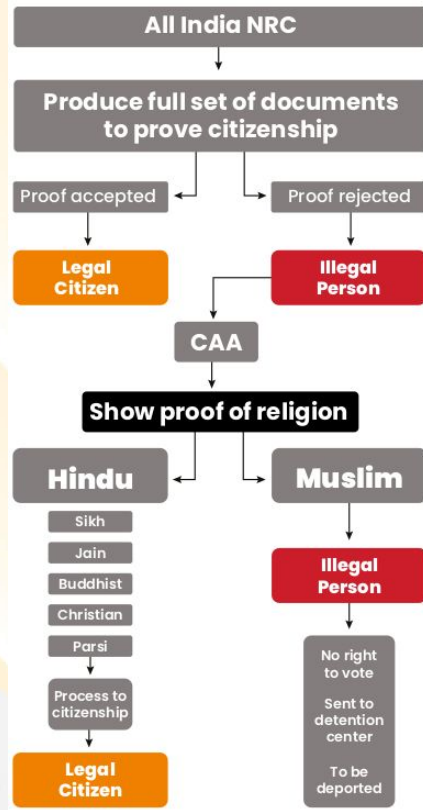 All India NRC
Produce full set of documents
to prove citizenship
Proof accepted
Proof rejected
Legal
Citizen
Illegal
Person
CAA
Show proof of religion
Hindu
Sikh
Jain
Buddhist
Christian
Parsi
Process to
citizenship
Legal
Citizen
Muslim
Illegal
Person
No right
to vote
Sent to
detention
center
To be
deported